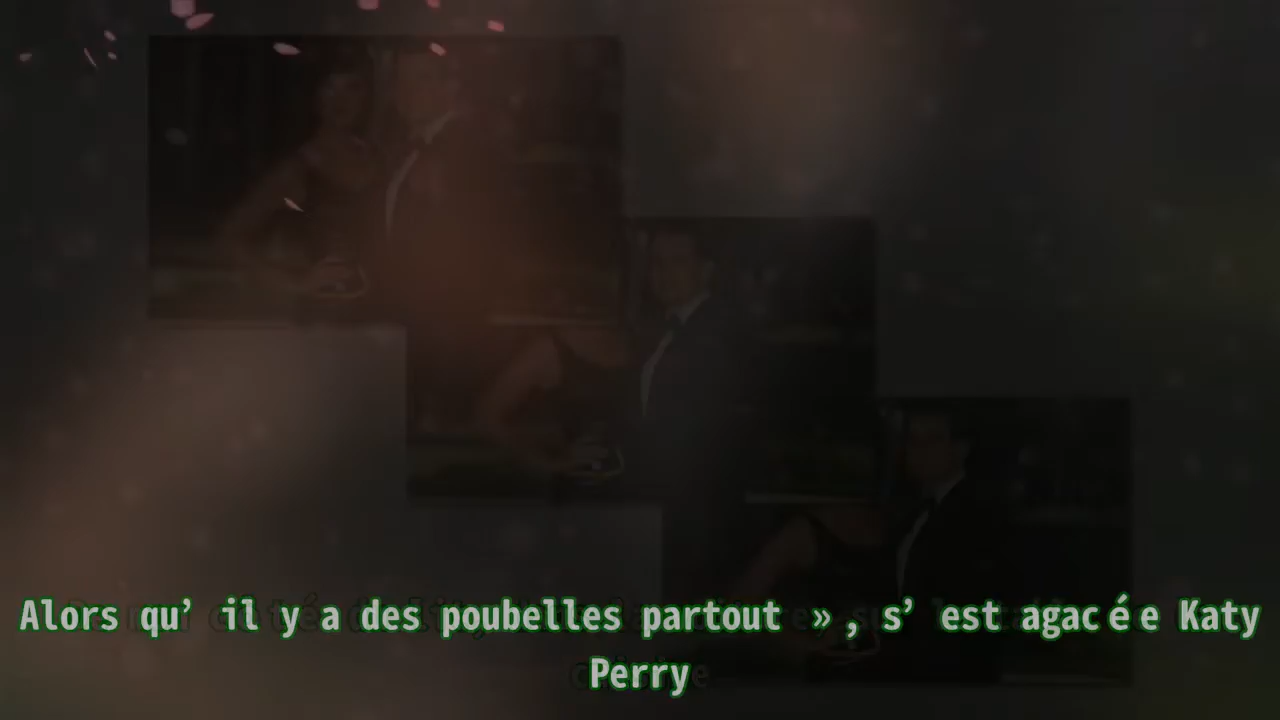 Alors qu’ il y a des poubelles partout » , s’ est agacée Katy
Perry